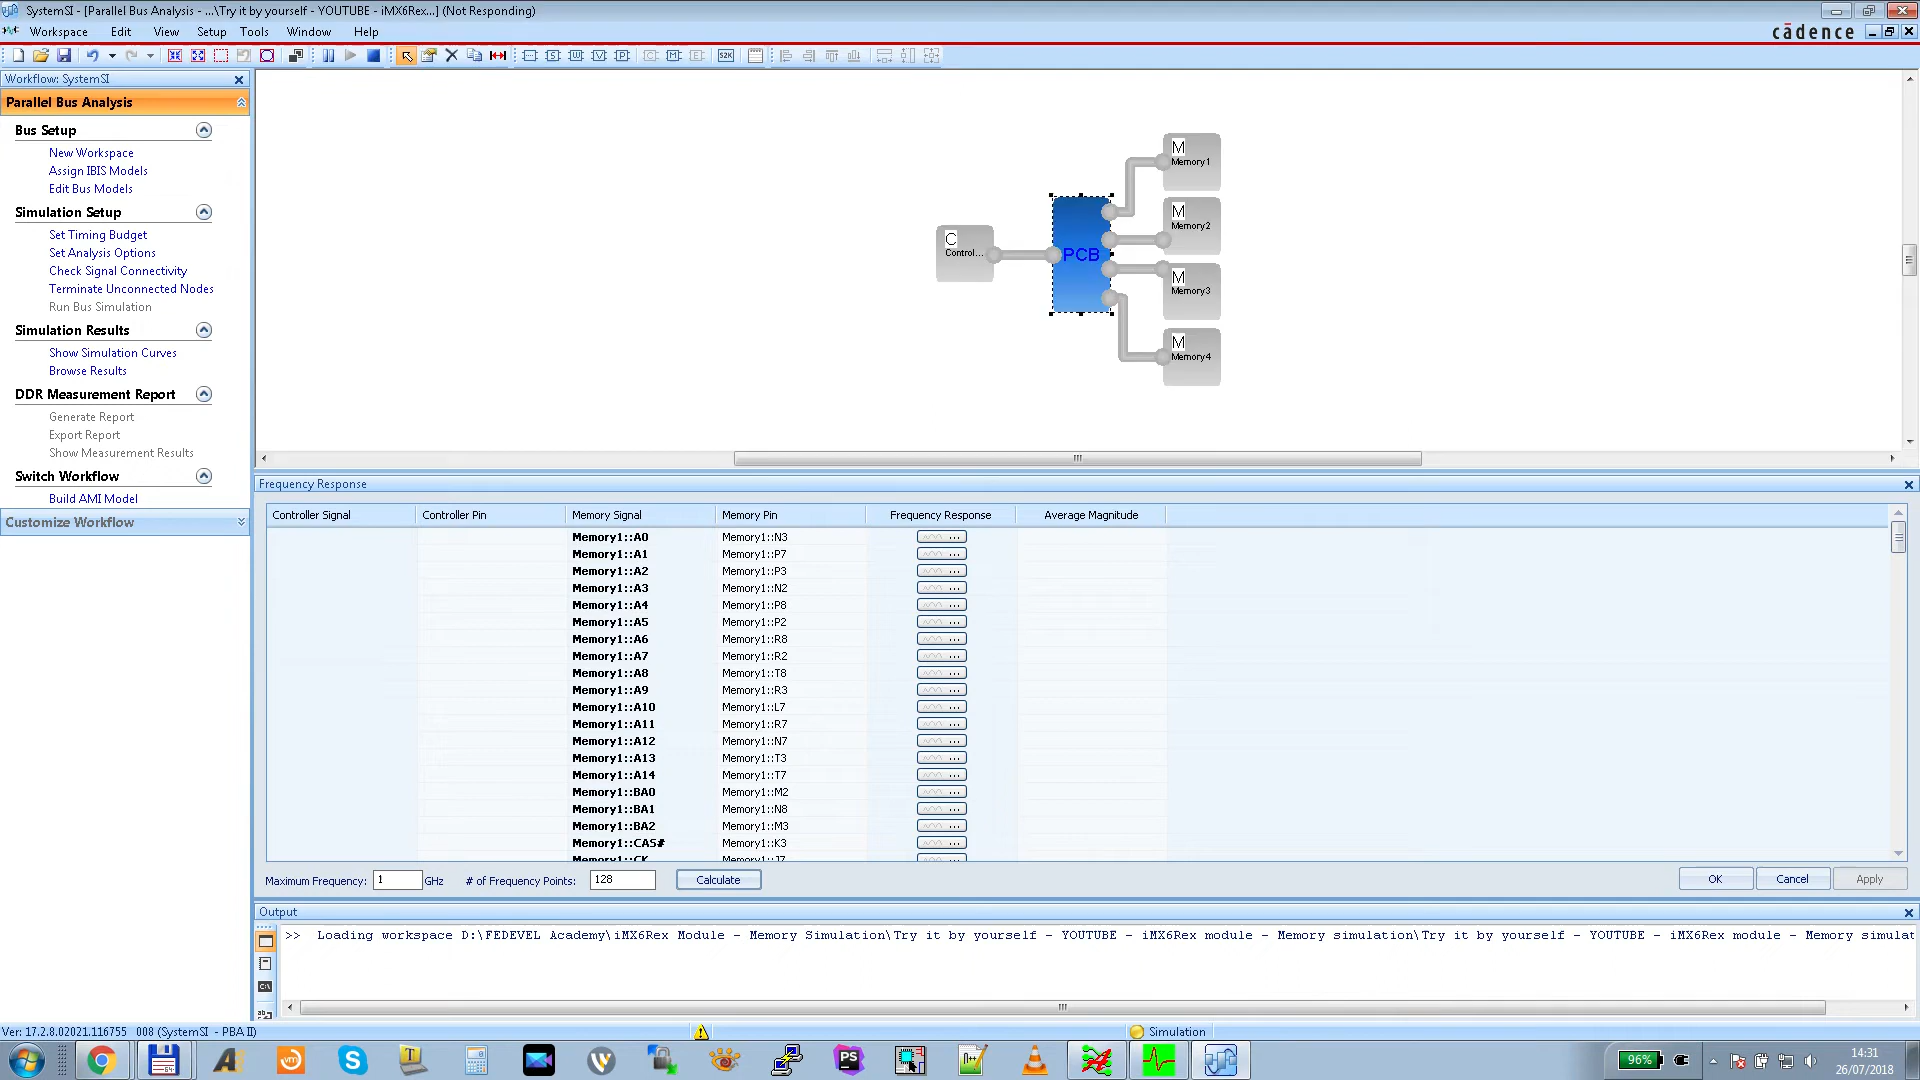 SystemSI - [Parallel Bus Analysis - ...\Try it by yourself - YOUTUBE - iMX6Rex...] (Not Responding)
Workspace Edit View Setup Tools Window Help
cādence
Workflow: SystemSI
Parallel Bus Analysis
Bus Setup
New Workspace
Assign IBIS Models
Edit Bus Models
Simulation Setup
Set Timing Budget
Set Analysis Options
Check Signal Connectivity
Terminate Unconnected Nodes
Run Bus Simulation
Simulation Results
Show Simulation Curves
Browse Results
DDR Measurement Report
Generate Report
Export Report
Show Measurement Results
Switch Workflow
Build AMI Model
Customize Workflow
C
Control...
PCB
M
Memory1
M
Memory2
M
Memory3
M
Memory4
Frequency Response
Controller Signal Controller Pin Memory Signal Memory Pin Frequency Response Average Magnitude
Memory1::A0 Memory1::N3 ...
Memory1::A1 Memory1::P7 ...
Memory1::A2 Memory1::P3 ...
Memory1::A3 Memory1::N2 ...
Memory1::A4 Memory1::P8 ...
Memory1::A5 Memory1::P2 ...
Memory1::A6 Memory1::R8 ...
Memory1::A7 Memory1::R2 ...
Memory1::A8 Memory1::T8 ...
Memory1::A9 Memory1::R3 ...
Memory1::A10 Memory1::L7 ...
Memory1::A11 Memory1::R7 ...
Memory1::A12 Memory1::N7 ...
Memory1::A13 Memory1::T3 ...
Memory1::A14 Memory1::T7 ...
Memory1::BA0 Memory1::M2 ...
Memory1::BA1 Memory1::N8 ...
Memory1::BA2 Memory1::M3 ...
Memory1::CAS# Memory1::K3 ...
Memory1::CK Memory1::J7
Maximum Frequency: 1 GHz # of Frequency Points: 128 Calculate OK Cancel Apply
Output
>> Loading workspace D:\FEDEVEL Academy\iMX6Rex Module - Memory Simulation\Try it by yourself - YOUTUBE - iMX6Rex module - Memory simulation\Try it by yourself - YOUTUBE - iMX6Rex module - Memory simulat
Ver: 17.2.8.02021.116755 008 (SystemSI - PBA II) Simulation
96% 14:31
26/07/2018